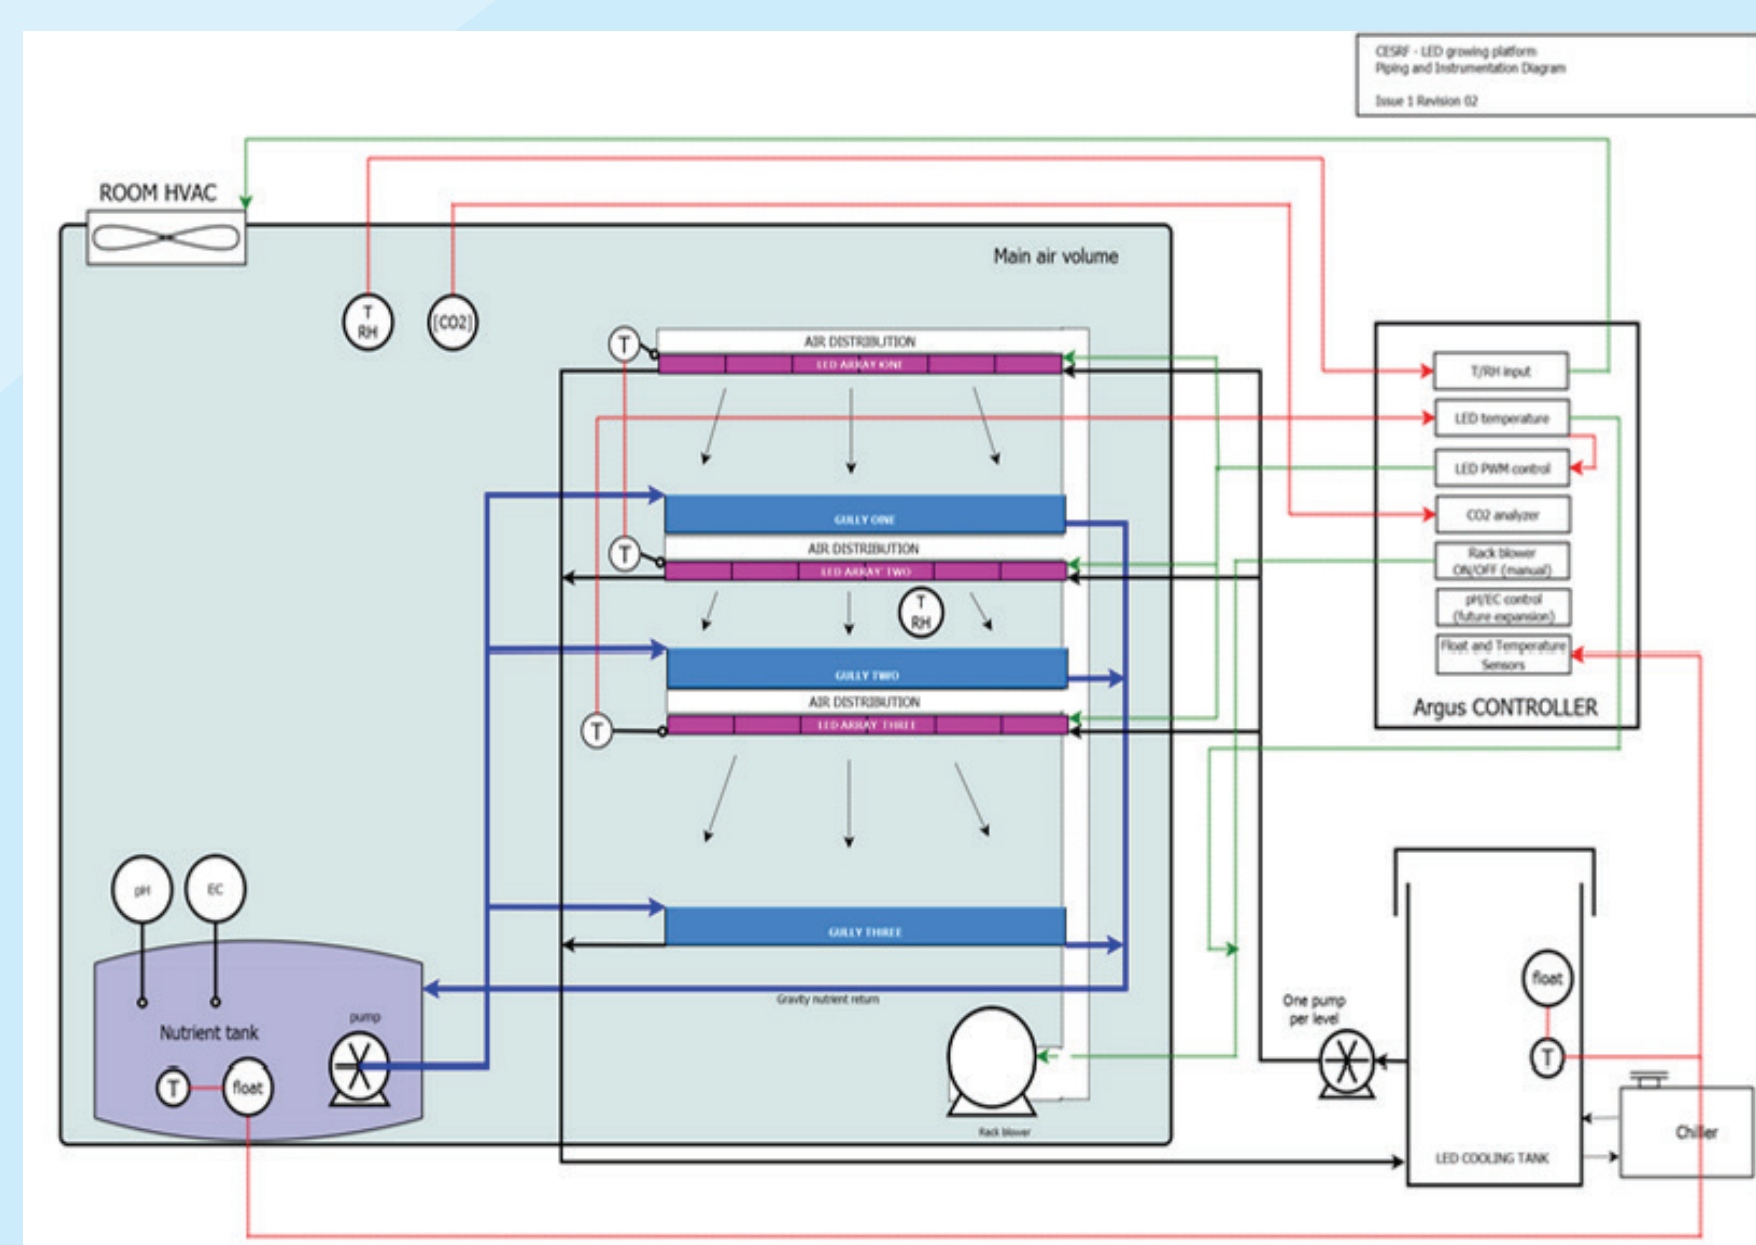 CESRF - LED growing platform
Piping and Instrumentation Diagram
Issue 1 Revision 02
ROOM HVAC
Main air volume
T
RH
[CO2]
T
AIR DISTRIBUTION
LED ARRAY ONE
T/RH input
LED temperature
LED PWM control
CO2 analyzer
Rack blower
ON/OFF (manual)
pH/EC control
(future expansion)
Float and Temperature
Sensors
Argus CONTROLLER
GULLY ONE
T
AIR DISTRIBUTION
LED ARRAY TWO
T
RH
GULLY TWO
AIR DISTRIBUTION
T
LED ARRAY THREE
GULLY THREE
Gravity nutrient return
pH
EC
Nutrient tank
pump
T
float
Rack blower
One pump
per level
float
T
LED COOLING TANK
Chiller